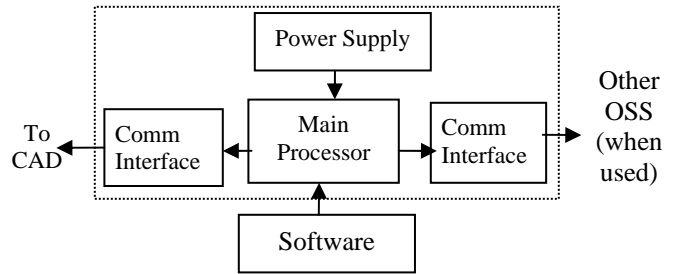 Power Supply
To
CAD
Comm
Interface
Main
Processor
Comm
Interface
Other
OSS
(when
used)
Software